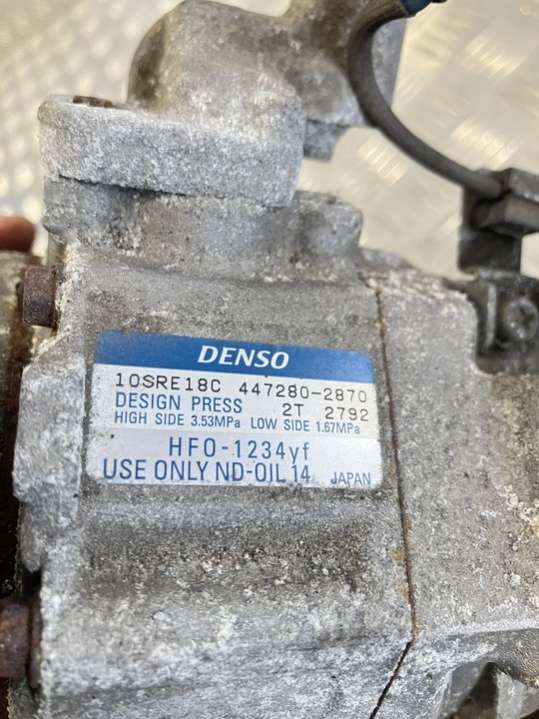 DENSO
10SRE18C 447280-2870
DESIGN PRESS 2T 2792
HIGH SIDE 3.53MPa LOW SIDE 1.67MPa
HFO-1234yf
USE ONLY ND-OIL 14 JAPAN